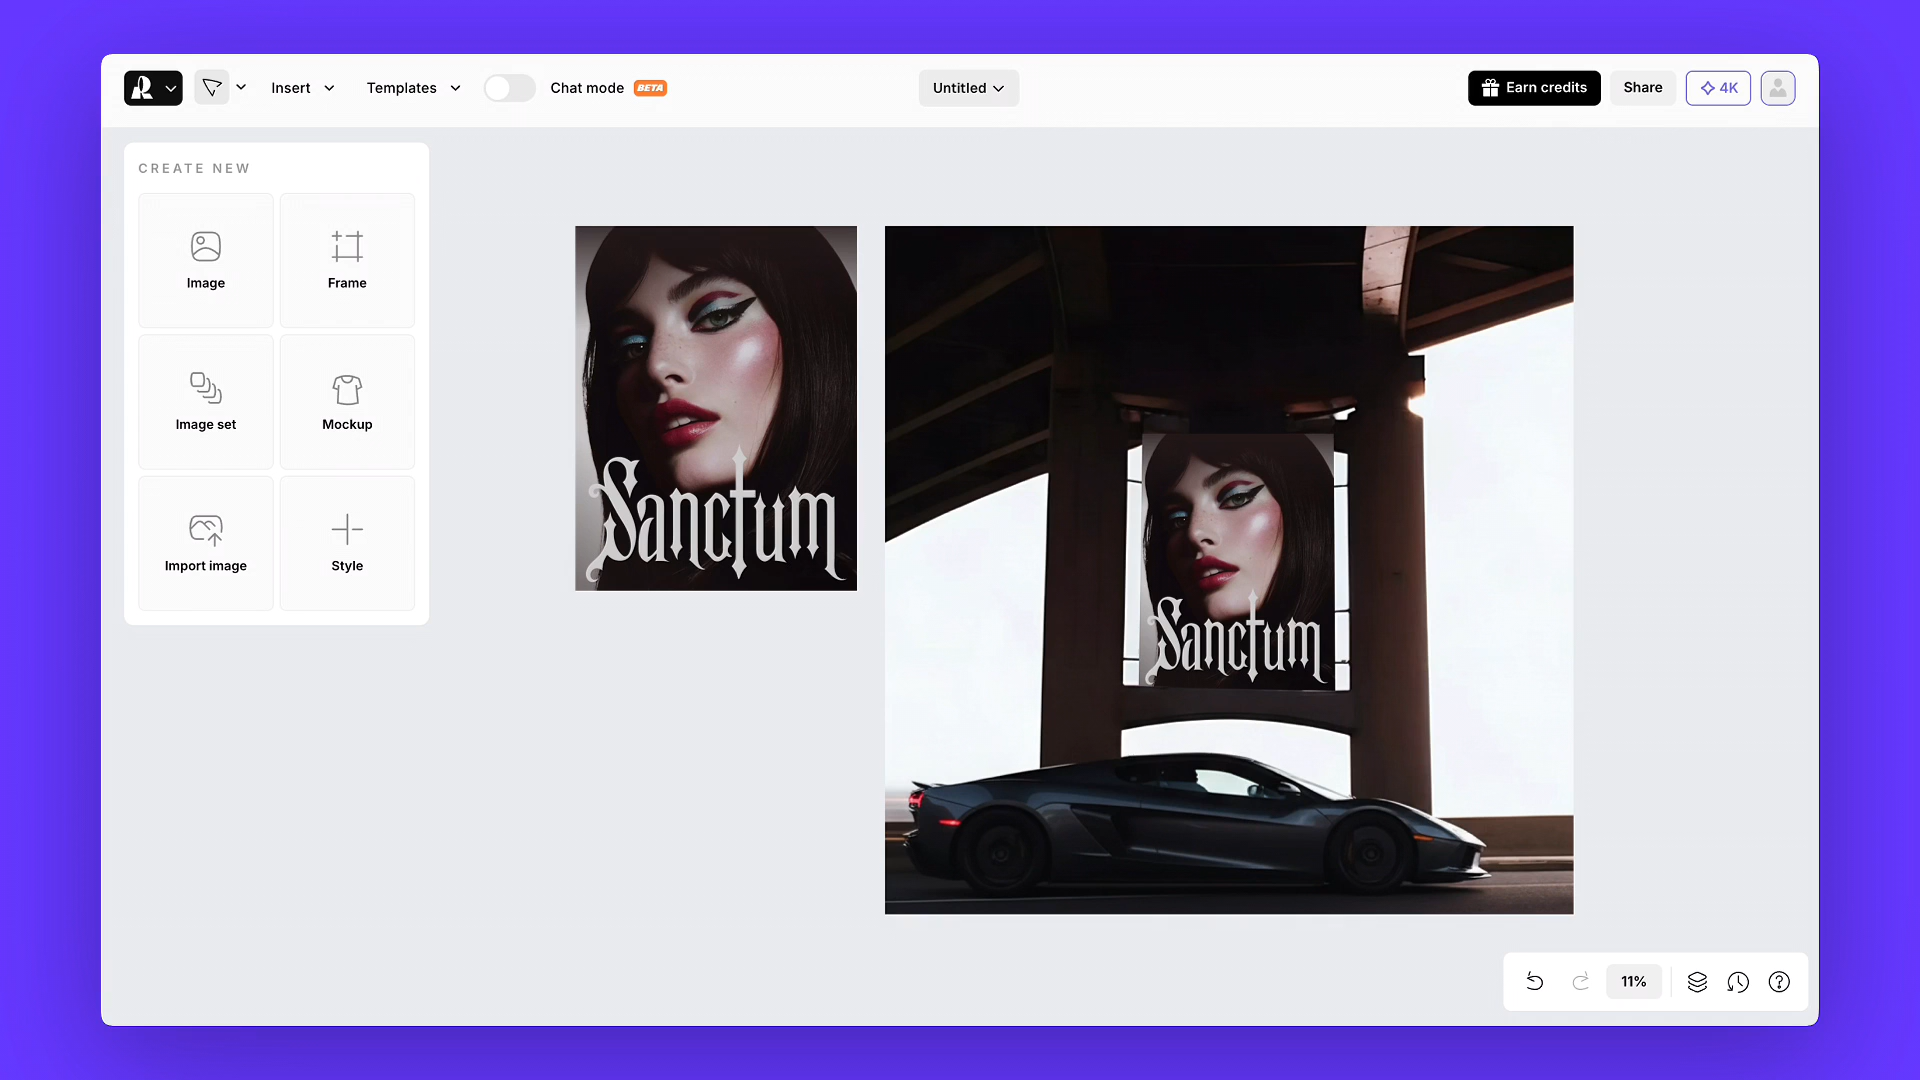 Insert
Templates
Chat mode BETA
Untitled
Earn credits
Share
4K
CREATE NEW
Image
Frame
Image set
Mockup
Import image
Style
Sanctum
Sanctum
11%